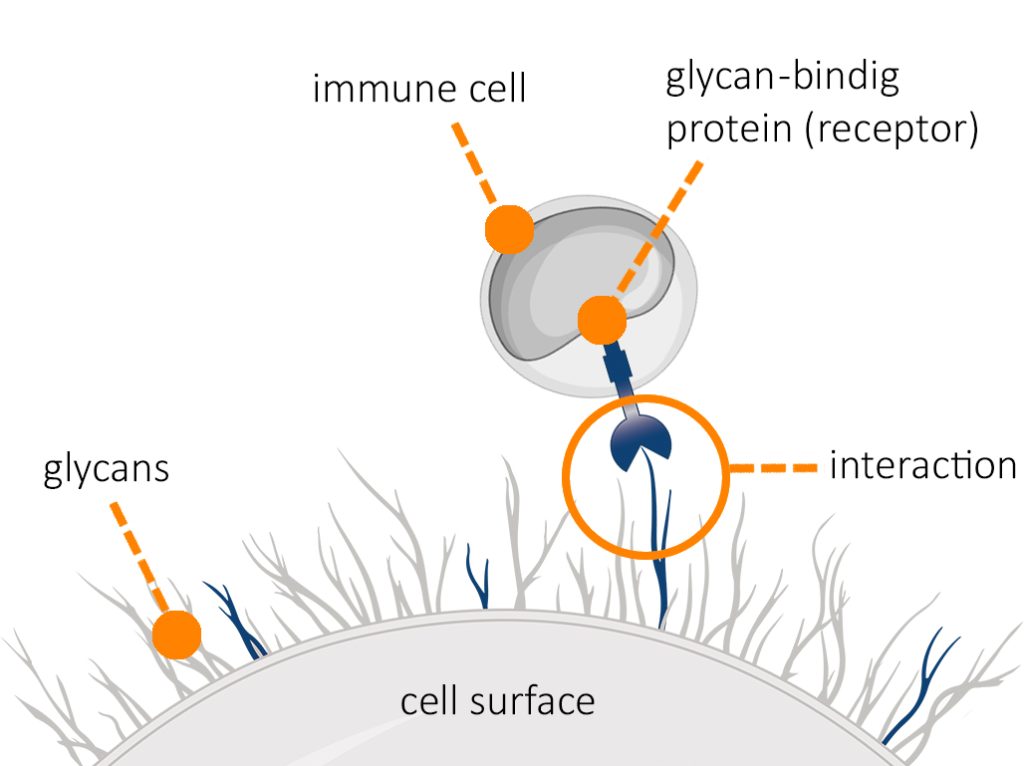 immune cell
glycan-bindig
protein (receptor)
glycans
interaction
cell surface